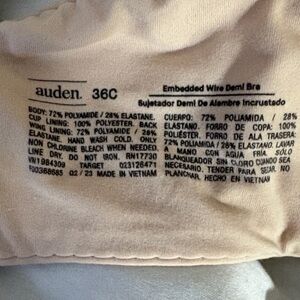 auden. 36C
Embedded Wire Demi Bra
Sujetador Demi De Alambre Incrustado
BODY: 72% POLYAMIDE / 28% ELASTANE.
CUP LINING: 100% POLYESTER. BACK
WING LINING: 72% POLYAMIDE / 28%
ELASTANE. HAND WASH COLD. ONLY
NON CHLORINE BLEACH WHEN NEEDED.
LINE DRY. DO NOT IRON. RN17730
VN1984309 TARGET 023126471
02 / 23 MADE IN VIETNAM
CUERPO: 72% POLIAMIDA / 28%
ELASTANO. FORRO DE COPA: 100%
POLIÉSTER. FORRO DE ALA TRASERA:
72% POLIAMIDA / 28% ELASTANO. LAVAR
A MANO CON AGUA FRÍA. SÓLO
BLANQUEADOR SIN CLORO CUANDO SEA
NECESARIO. TENDER PARA SEAR. NO
PLANCHAR. HECHO EN VIETNAM